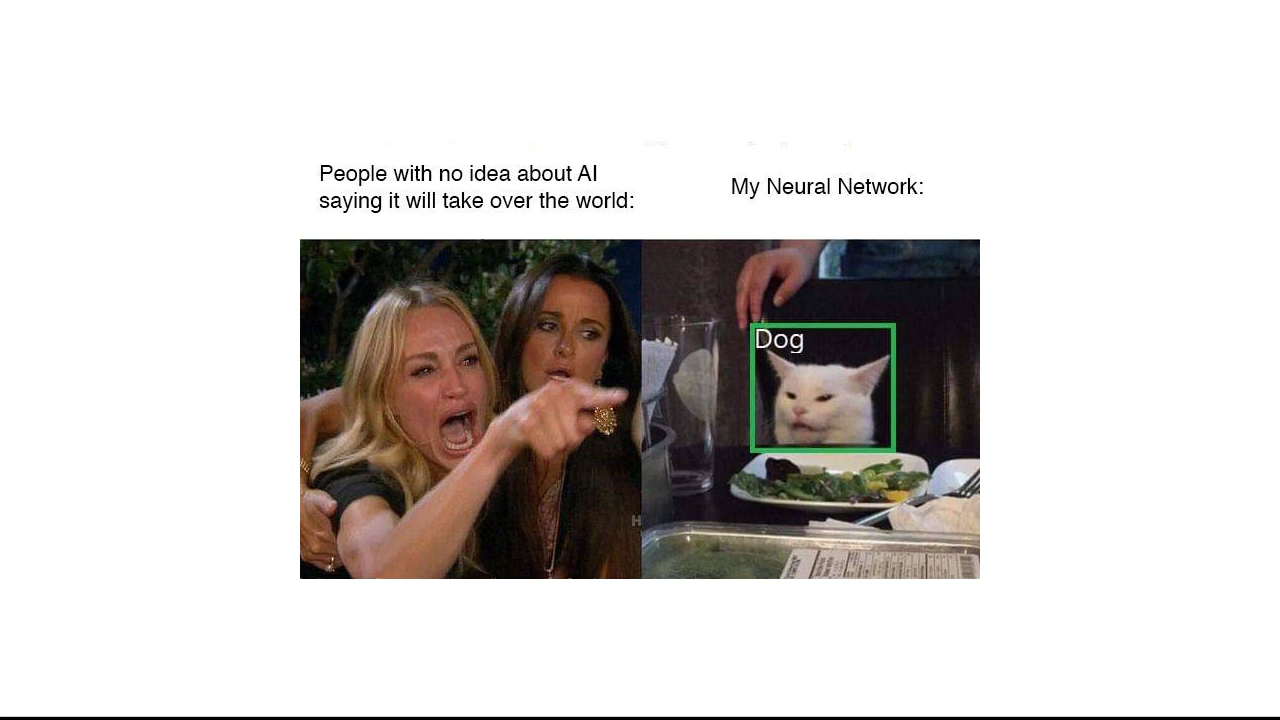 People with no idea about AI
saying it will take over the world:
My Neural Network:
Dog